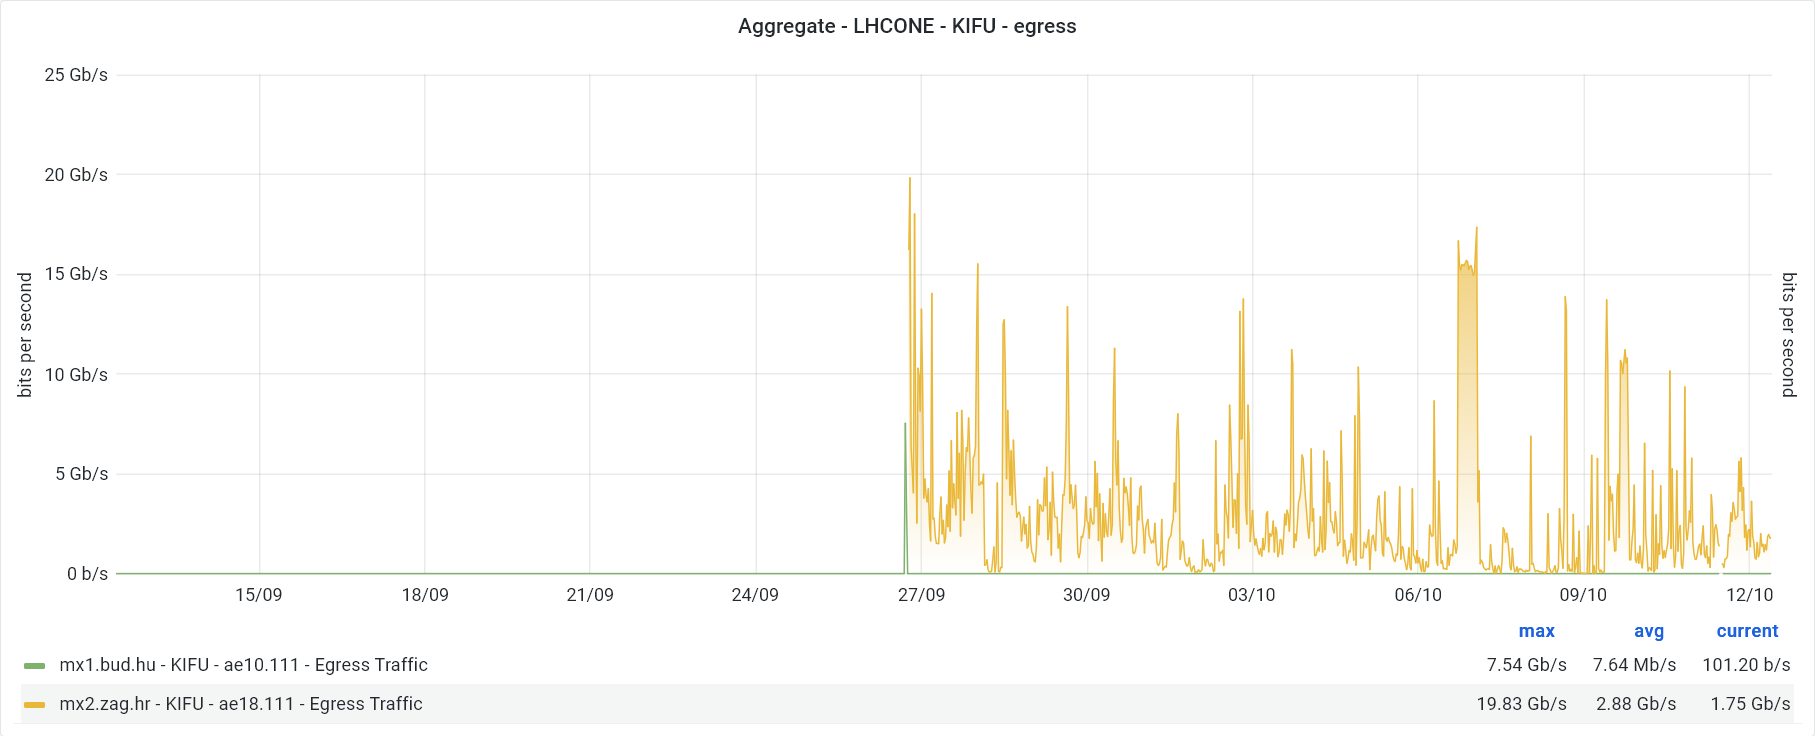 Aggregate - LHCONE - KIFU - egress
25 Gb/s
20 Gb/s
15 Gb/s
10 Gb/s
5 Gb/s
0 b/s
bits per second
bits per second
15/09 18/09 21/09 24/09 27/09 30/09 03/10 06/10 09/10 12/10
max avg current
mx1.bud.hu - KIFU - ae10.111 - Egress Traffic 7.54 Gb/s 7.64 Mb/s 101.20 b/s
mx2.zag.hr - KIFU - ae18.111 - Egress Traffic 19.83 Gb/s 2.88 Gb/s 1.75 Gb/s